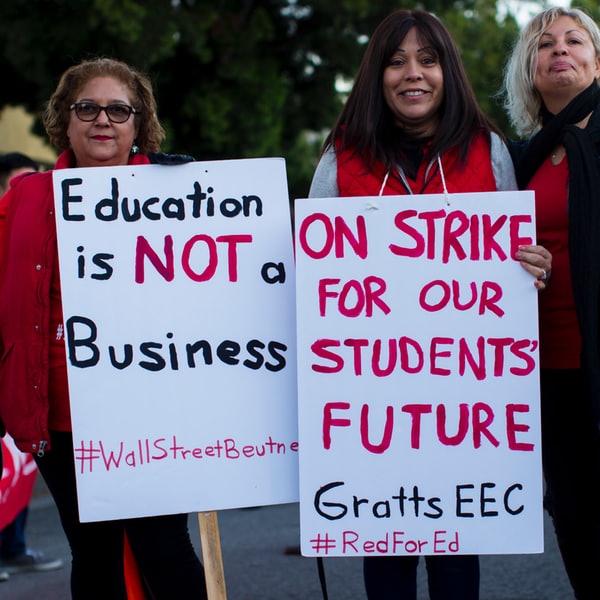 Education
is NOT a
Business
#WallStreetBeutne
ON STRIKE
FOR OUR
STUDENTS'
FUTURE
Gratts EEC
#RedForEd